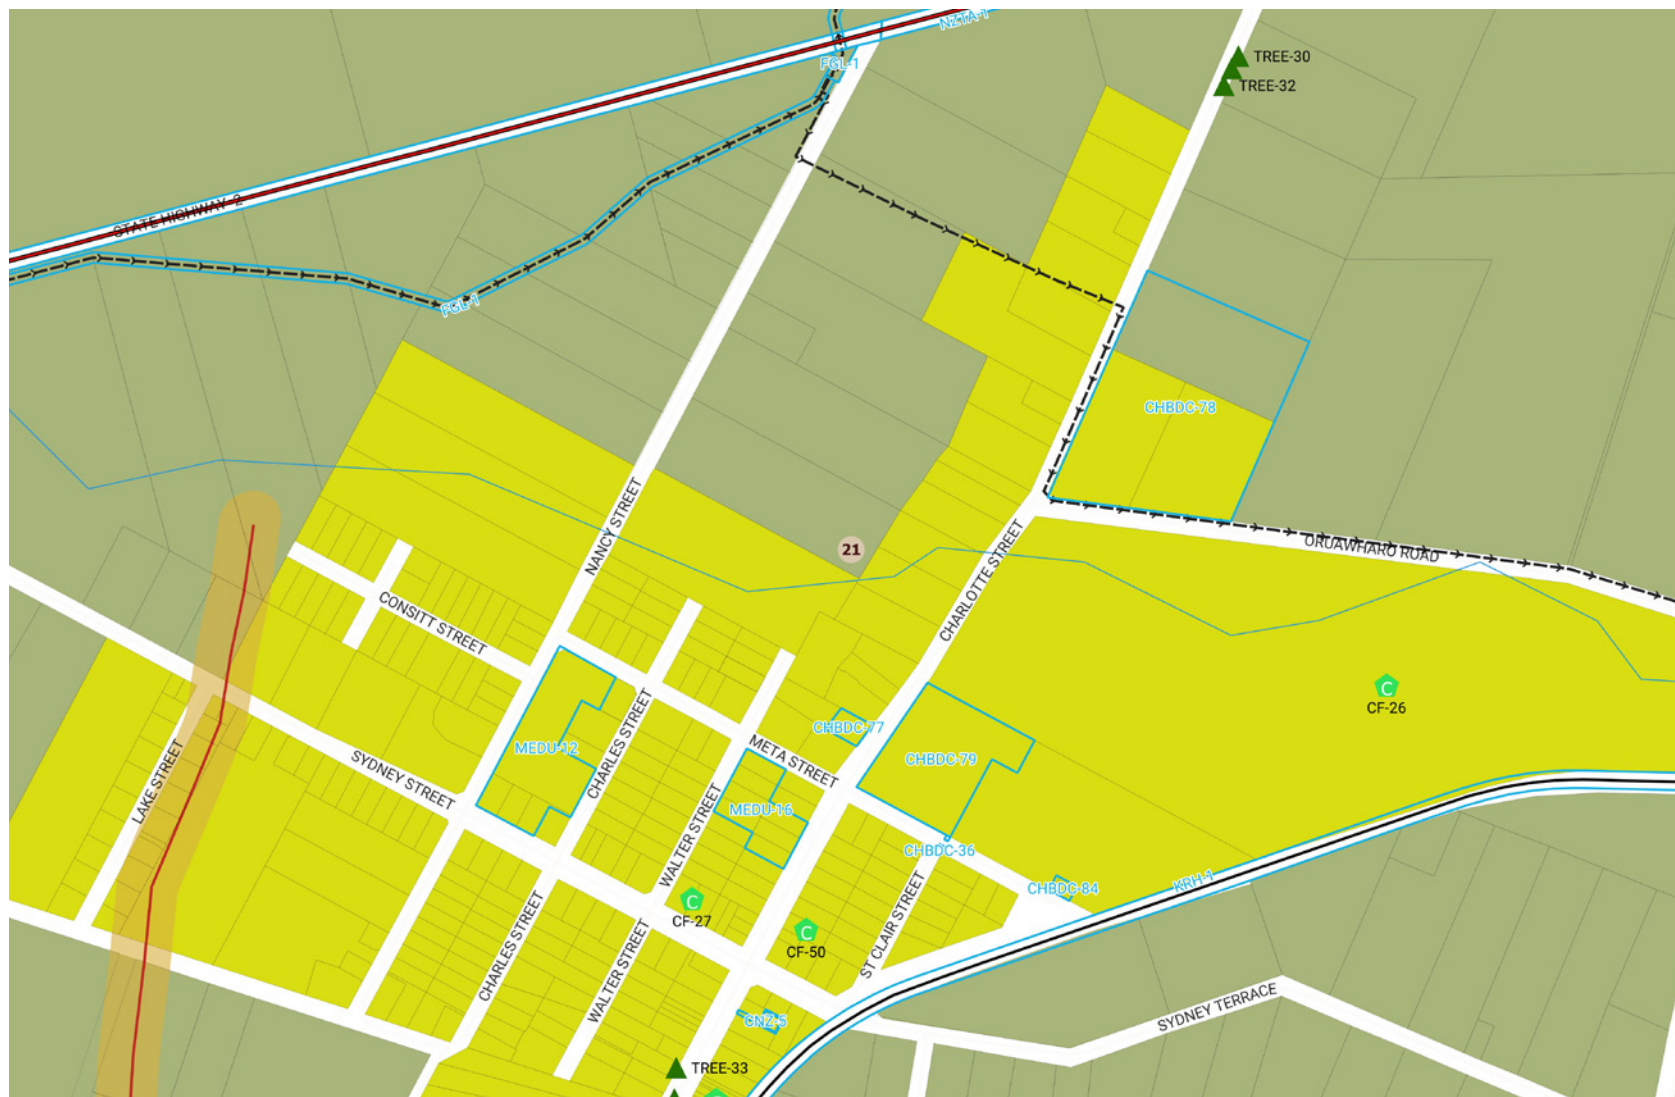 NZTA-1
FGL-1
TREE-30
TREE-32
STATE HIGHWAY 2
FGL-1
CHBDC-78
NANCY STREET
21
ORUAWHARO ROAD
CHARLOTTE STREET
CONSITT STREET
CF-26
CHBDC-77
MEDU-12
CHARLES STREET
META STREET
CHBDC-79
LAKE STREET
SYDNEY STREET
MEDU-16
WALTER STREET
CHBDC-36
CHBDC-84
KRH-1
CF-27
CF-50
ST CLAIR STREET
CHARLES STREET
WALTER STREET
CNZ-5
SYDNEY TERRACE
TREE-33